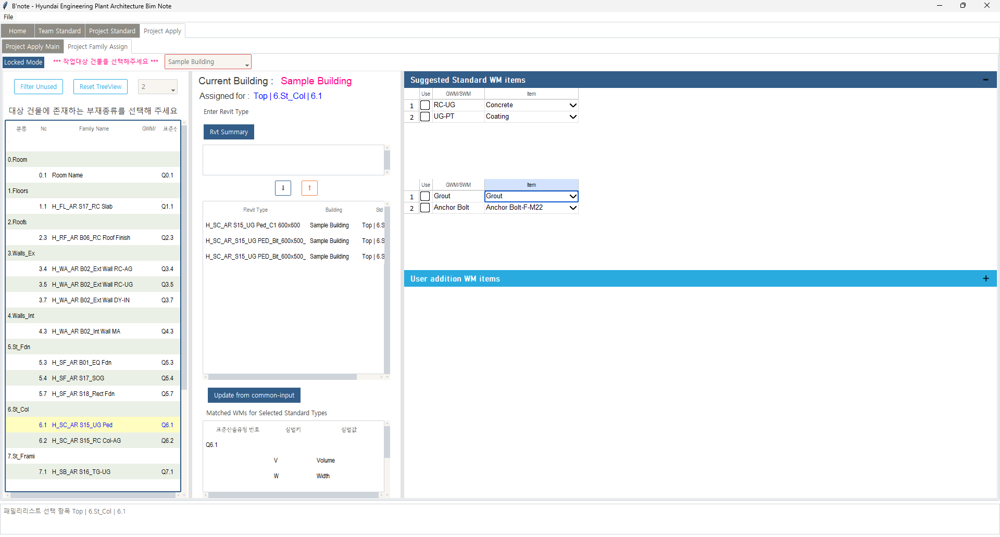 B'note - Hyundai Engineering Plant Architecture Bim Note
File
Home Team Standard Project Standard Project Apply
Project Apply Main Project Family Assign
Locked Mode *** 작업대상 건물을 선택해주세요 *** Sample Building
Filter Unused Reset TreeView 2
대상 건물에 존재하는 부재종류를 선택해 주세요
분류 Nc Family Name GWM/ 표준산
0.Room
0.1 Room Name Q0.1
1.Floors
1.1 H_FL_AR S17_RC Slab Q1.1
2.Roofs
2.3 H_RF_AR B06_RC Roof Finish Q2.3
3.Walls_Ex
3.4 H_WA_AR B02_Ext Wall RC-AG Q3.4
3.5 H_WA_AR B02_Ext Wall RC-UG Q3.5
3.7 H_WA_AR B02_Ext Wall DY-IN Q3.7
4.Walls_Int
4.3 H_WA_AR B02_Int Wall MA Q4.3
5.St_Fdn
5.3 H_SF_AR B01_EQ Fdn Q5.3
5.4 H_SF_AR S17_SOG Q5.4
5.7 H_SF_AR S18_Rect Fdn Q5.7
6.St_Col
6.1 H_SC_AR S15_UG Ped Q6.1
6.2 H_SC_AR S15_RC Col-AG Q6.2
7.St_Frami
7.1 H_SB_AR S16_TG-UG Q7.1
Current Building : Sample Building
Assigned for : Top | 6.St_Col | 6.1
Enter Revit Type
Rvt Summary
↓ ↑
Revit Type Building Std
H_SC_AR S15_UG Ped_C1 600x600 Sample Building Top | 6.S
H_SC_AR_S15_UG PED_Bit_600x500_ Sample Building Top | 6.S
H_SC_AR_S15_UG PED_Bit_600x500_ Sample Building Top | 6.S
Update from common-input
Matched WMs for Selected Standard Types
표준산출유형 번호 심벌키 심벌값
Q6.1
V Volume
W Width
Suggested Standard WM items −
Use GWM/SWM Item
1 RC-UG Concrete
2 UG-PT Coating
Use GWM/SWM Item
1 Grout Grout
2 Anchor Bolt Anchor Bolt-F-M22
User addition WM items +
패밀리리스트 선택 항목 Top | 6.St_Col | 6.1